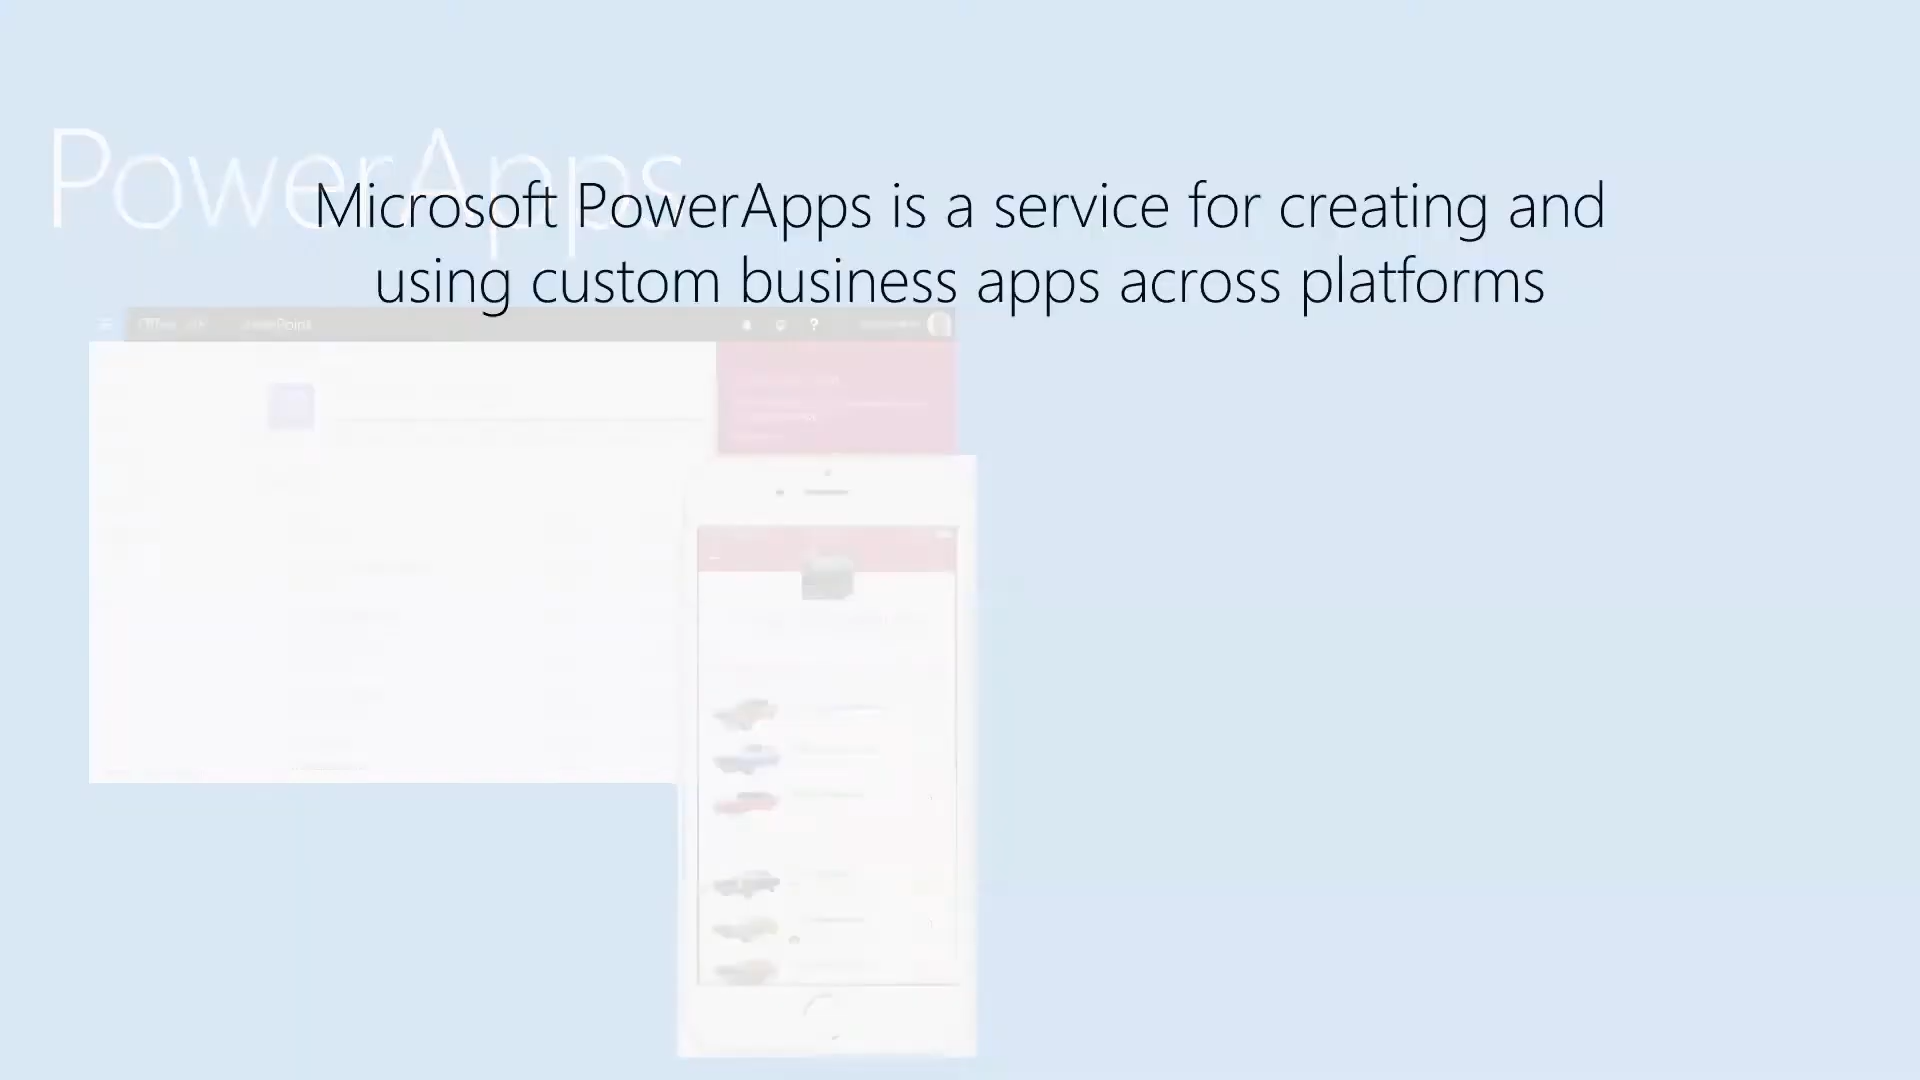 PowerApps
Microsoft PowerApps is a service for creating and
using custom business apps across platforms
?